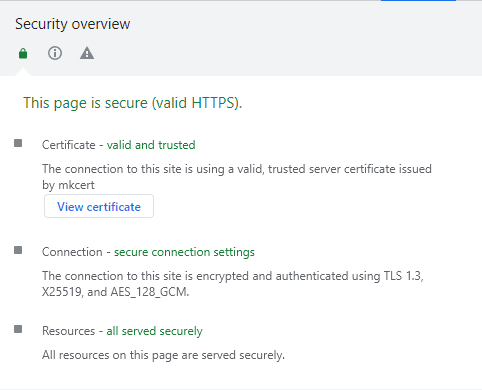 Security overview
This page is secure (valid HTTPS).
Certificate - valid and trusted
The connection to this site is using a valid, trusted server certificate issued
by mkcert
View certificate
Connection - secure connection settings
The connection to this site is encrypted and authenticated using TLS 1.3,
X25519, and AES_128_GCM.
Resources - all served securely
All resources on this page are served securely.